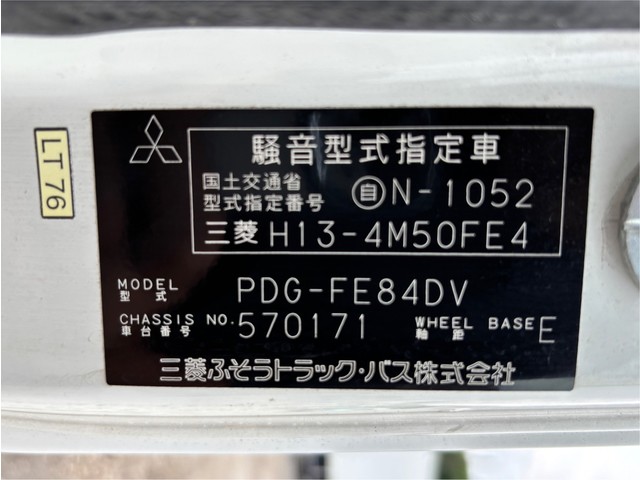 騒音型式指定車
国土交通省
型式指定番号 自N-1052
三菱 H13-4M50FE4
MODEL
型式 PDG-FE84DV
CHASSIS NO.
車台番号 570171 WHEEL BASE
軸距 E
三菱ふそうトラック・バス株式会社
LT76